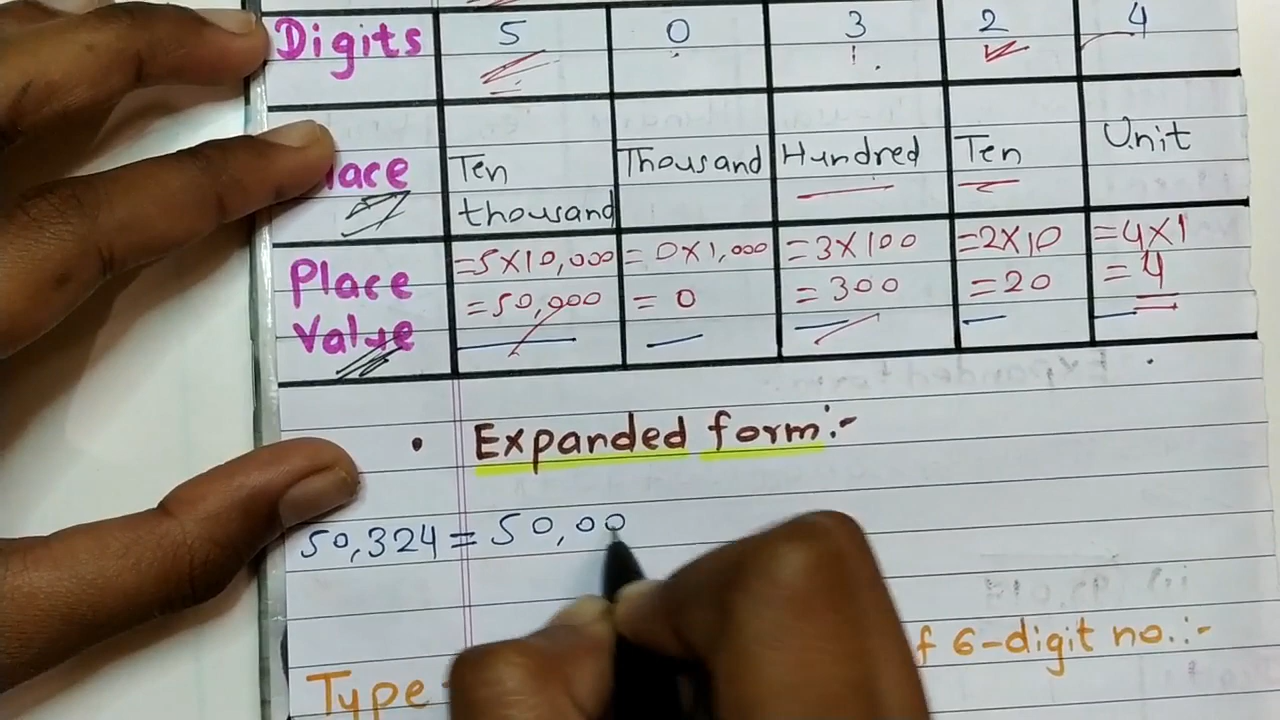 Digits 5 0 3 2 4
Ten Thousand Hundred Ten Unit
thousand
Place =5×10,000 =0×1,000 =3×100 =2×10 =4×1
Value =50,000 =0 =300 =20 =4
• Expanded form:-
50,324 = 50,00
6-digit no.:-
Type